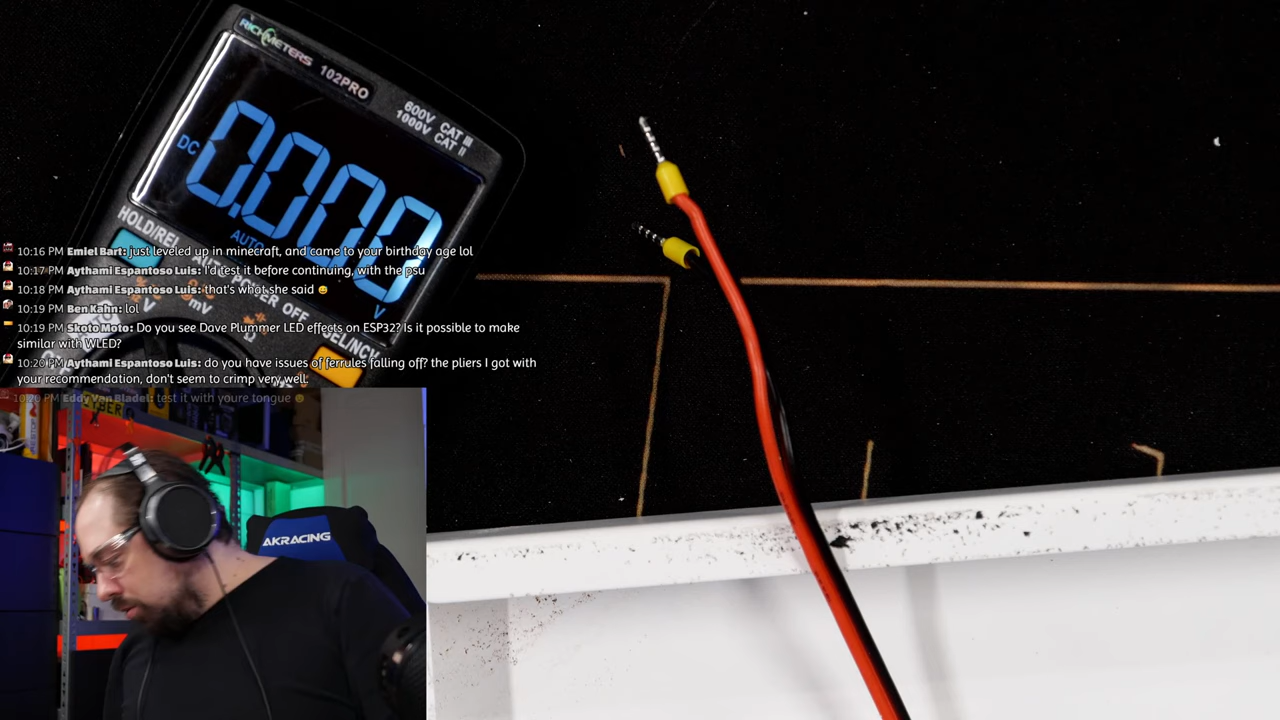 RICHMETERS 102PRO
600V CAT III
1000V CAT II
DC
0.000
AUTO
V
HOLD/REL
AUTO POWER OFF
SEL/NCV
mV
V
Ω
10:16 PM Emiel Bart: just leveled up in minecraft, and came to your birthday age lol
10:17 PM Aythami Espantoso Luis: I'd test it before continuing, with the psu
10:18 PM Aythami Espantoso Luis: that's what she said 😅
10:19 PM Ben Kahn: lol
10:19 PM Skoto Moto: Do you see Dave Plummer LED effects on ESP32? Is it possible to make
similar with WLED?
10:20 PM Aythami Espantoso Luis: do you have issues of ferrules falling off? the pliers I got with
your recommendation, don't seem to crimp very well.
10:20 PM Eddy Van Bladel: test it with youre tongue
AKRACING